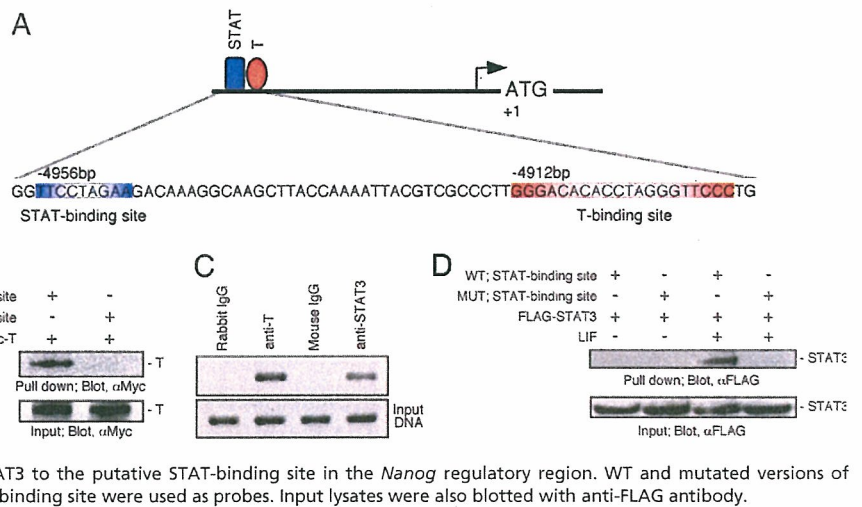 A
STAT
T
ATG
+1
-4956bp
-4912bp
GGTTCCTAGAAGACAAAGGCAAGCTTACCAAAATTACGTCGCCCTTGGGACACACCTAGGGTTCCCTG
STAT-binding site
T-binding site
site + -
site - +
c-T + +
- T
Pull down; Blot, αMyc
- T
Input; Blot, αMyc
C
Rabbit IgG
anti-T
Mouse IgG
anti-STAT3
Input
DNA
D
WT; STAT-binding site + - + -
MUT; STAT-binding site - + - +
FLAG-STAT3 + + + +
LIF - - + +
- STAT3
Pull down; Blot, αFLAG
- STAT3
Input; Blot, αFLAG
AT3 to the putative STAT-binding site in the Nanog regulatory region. WT and mutated versions of
binding site were used as probes. Input lysates were also blotted with anti-FLAG antibody.